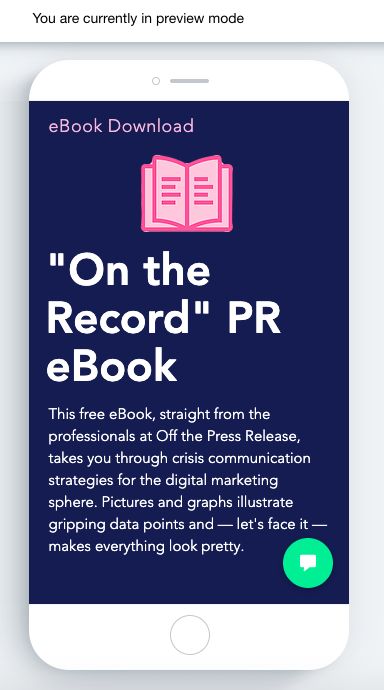 You are currently in preview mode
eBook Download
"On the
Record" PR
eBook
This free eBook, straight from the
professionals at Off the Press Release,
takes you through crisis communication
strategies for the digital marketing
sphere. Pictures and graphs illustrate
gripping data points and — let's face it —
makes everything look pretty.